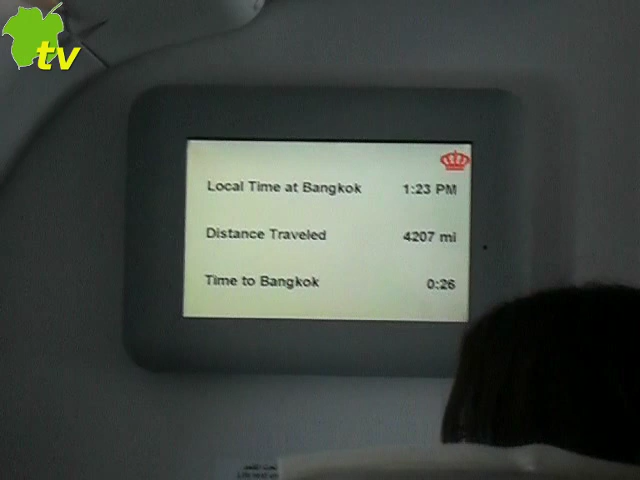 tv
Local Time at Bangkok 1:23 PM
Distance Traveled 4207 mi
Time to Bangkok 0:26